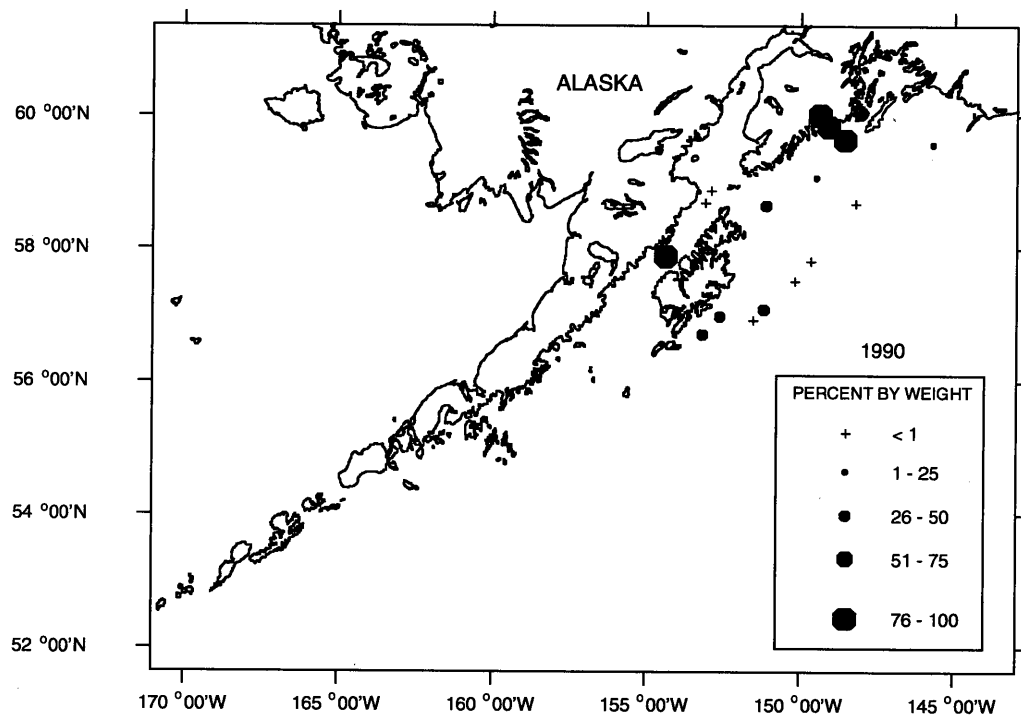 ALASKA
60 °00'N
58 °00'N
56 °00'N
54 °00'N
52 °00'N
1990
PERCENT BY WEIGHT
+ < 1
1 - 25
26 - 50
51 - 75
76 - 100
170 °00'W 165 °00'W 160 °00'W 155 °00'W 150 °00'W 145 °00'W